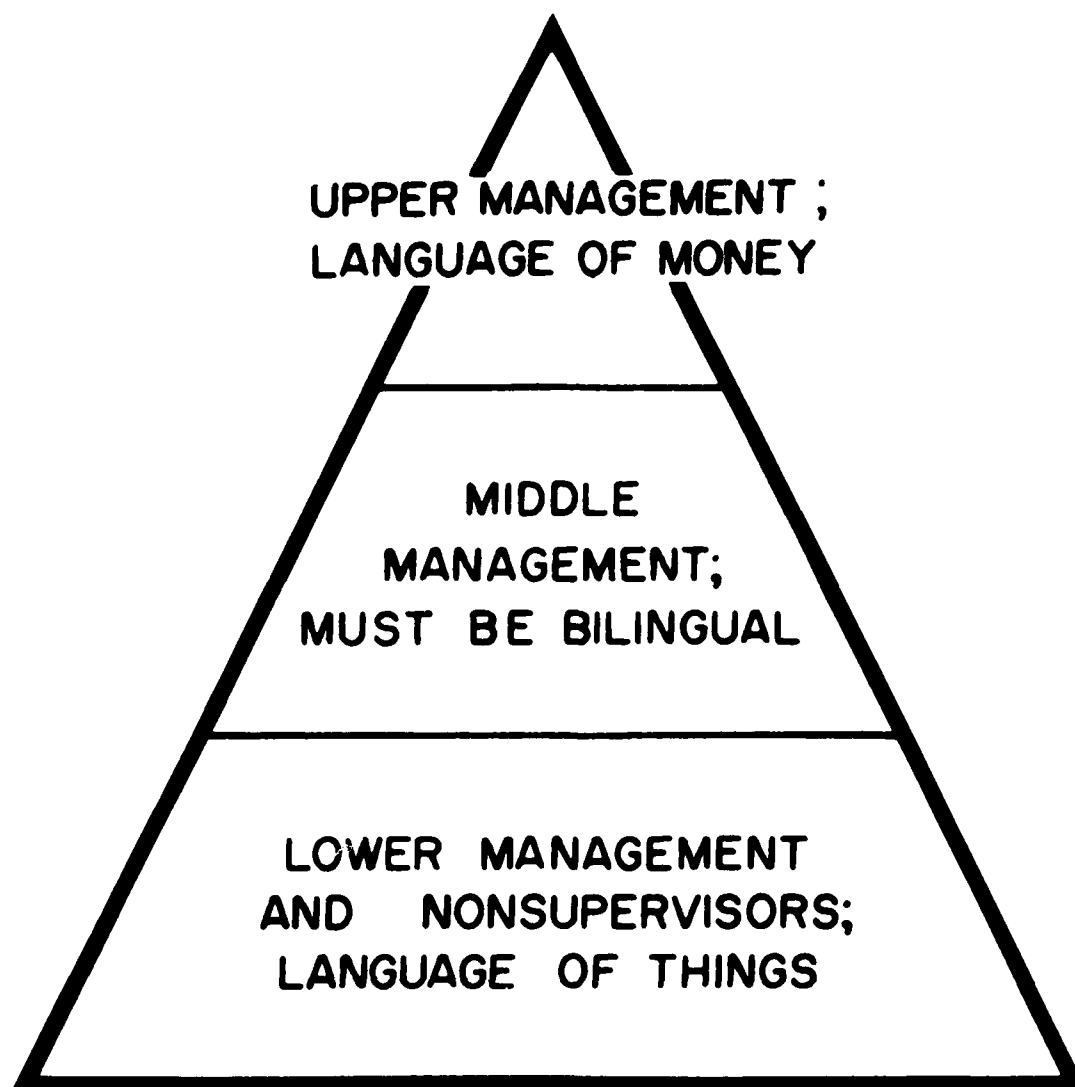 UPPER MANAGEMENT ;
LANGUAGE OF MONEY
MIDDLE
MANAGEMENT;
MUST BE BILINGUAL
LOWER MANAGEMENT
AND NONSUPERVISORS;
LANGUAGE OF THINGS